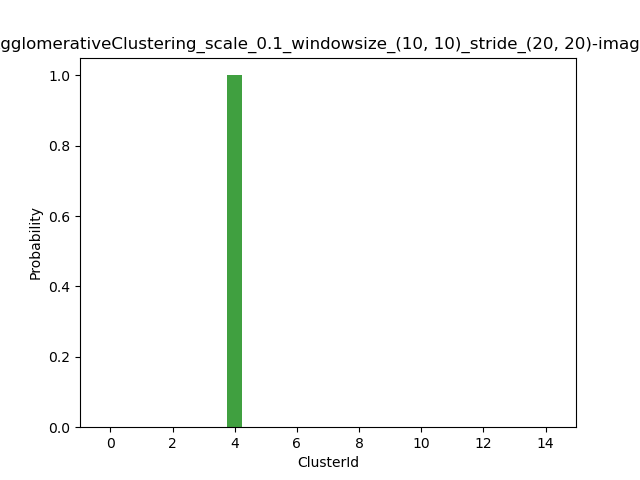 gglomerativeClustering_scale_0.1_windowsize_(10, 10)_stride_(20, 20)-imag
1.0
0.8
0.6
0.4
0.2
0.0
Probability
0 2 4 6 8 10 12 14
ClusterId